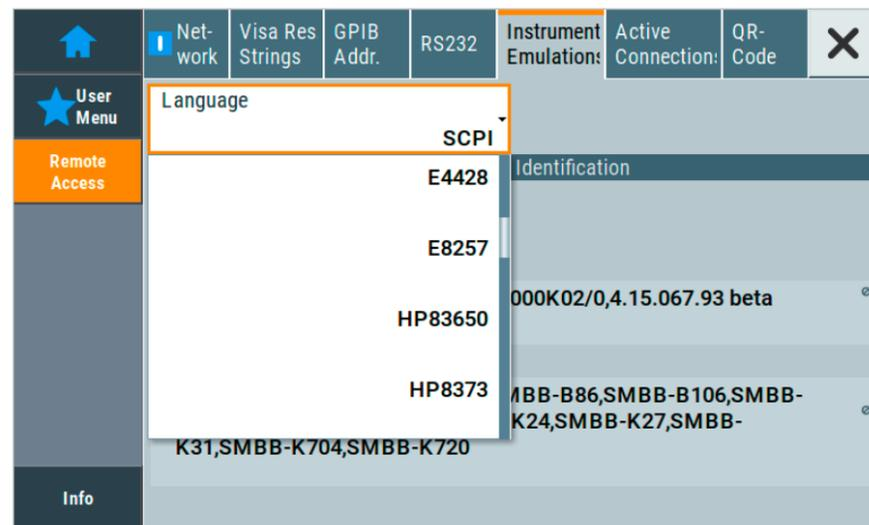 Net-
work
Visa Res
Strings
GPIB
Addr.
RS232
Instrument
Emulations
Active
Connection
QR-
Code
User
Menu
Remote
Access
Info
Language
SCPI
E4428
E8257
HP83650
HP8373
Identification
000K02/0,4.15.067.93 beta
MBB-B86,SMBB-B106,SMBB-
K24,SMBB-K27,SMBB-
K31,SMBB-K704,SMBB-K720